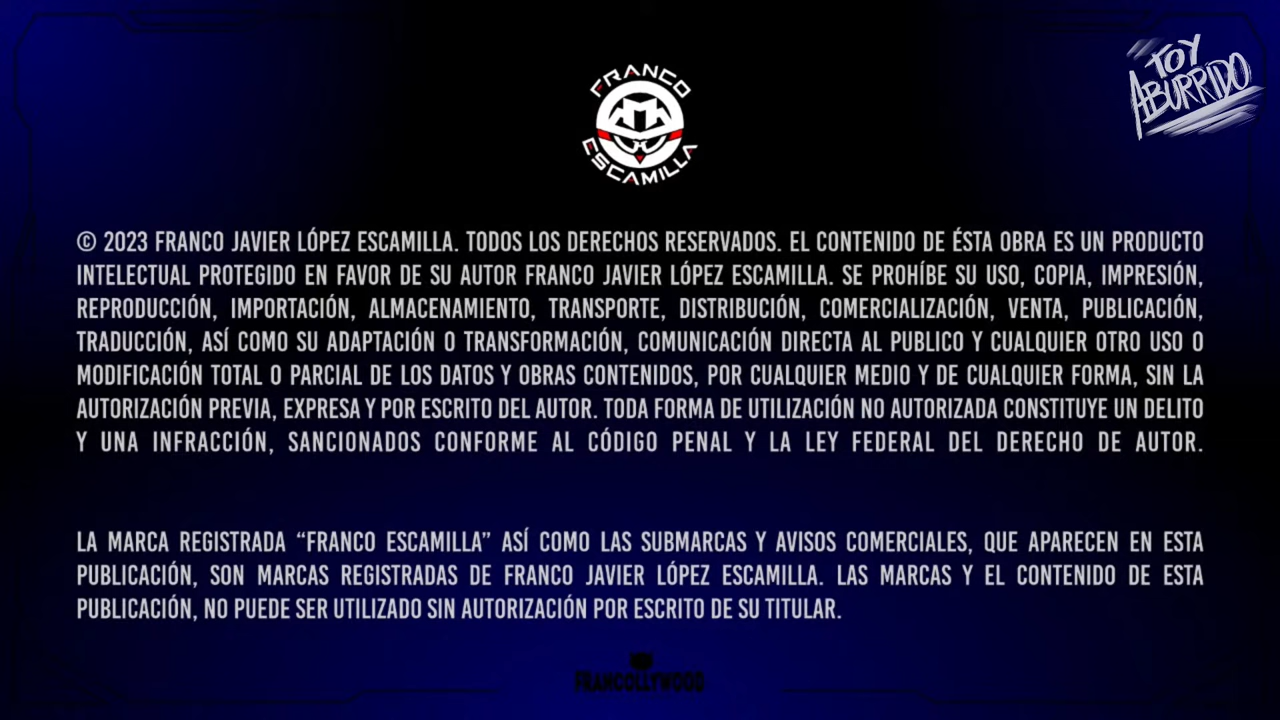 TOY
ABURRIDO
FRANCO
ESCAMILLA
© 2023 FRANCO JAVIER LÓPEZ ESCAMILLA. TODOS LOS DERECHOS RESERVADOS. EL CONTENIDO DE ÉSTA OBRA ES UN PRODUCTO
INTELECTUAL PROTEGIDO EN FAVOR DE SU AUTOR FRANCO JAVIER LÓPEZ ESCAMILLA. SE PROHÍBE SU USO, COPIA, IMPRESIÓN,
REPRODUCCIÓN, IMPORTACIÓN, ALMACENAMIENTO, TRANSPORTE, DISTRIBUCIÓN, COMERCIALIZACIÓN, VENTA, PUBLICACIÓN,
TRADUCCIÓN, ASÍ COMO SU ADAPTACIÓN O TRANSFORMACIÓN, COMUNICACIÓN DIRECTA AL PUBLICO Y CUALQUIER OTRO USO O
MODIFICACIÓN TOTAL O PARCIAL DE LOS DATOS Y OBRAS CONTENIDOS, POR CUALQUIER MEDIO Y DE CUALQUIER FORMA, SIN LA
AUTORIZACIÓN PREVIA, EXPRESA Y POR ESCRITO DEL AUTOR. TODA FORMA DE UTILIZACIÓN NO AUTORIZADA CONSTITUYE UN DELITO
Y UNA INFRACCIÓN, SANCIONADOS CONFORME AL CÓDIGO PENAL Y LA LEY FEDERAL DEL DERECHO DE AUTOR.
LA MARCA REGISTRADA “FRANCO ESCAMILLA” ASÍ COMO LAS SUBMARCAS Y AVISOS COMERCIALES, QUE APARECEN EN ESTA
PUBLICACIÓN, SON MARCAS REGISTRADAS DE FRANCO JAVIER LÓPEZ ESCAMILLA. LAS MARCAS Y EL CONTENIDO DE ESTA
PUBLICACIÓN, NO PUEDE SER UTILIZADO SIN AUTORIZACIÓN POR ESCRITO DE SU TITULAR.
FRANCOLLYWOOD